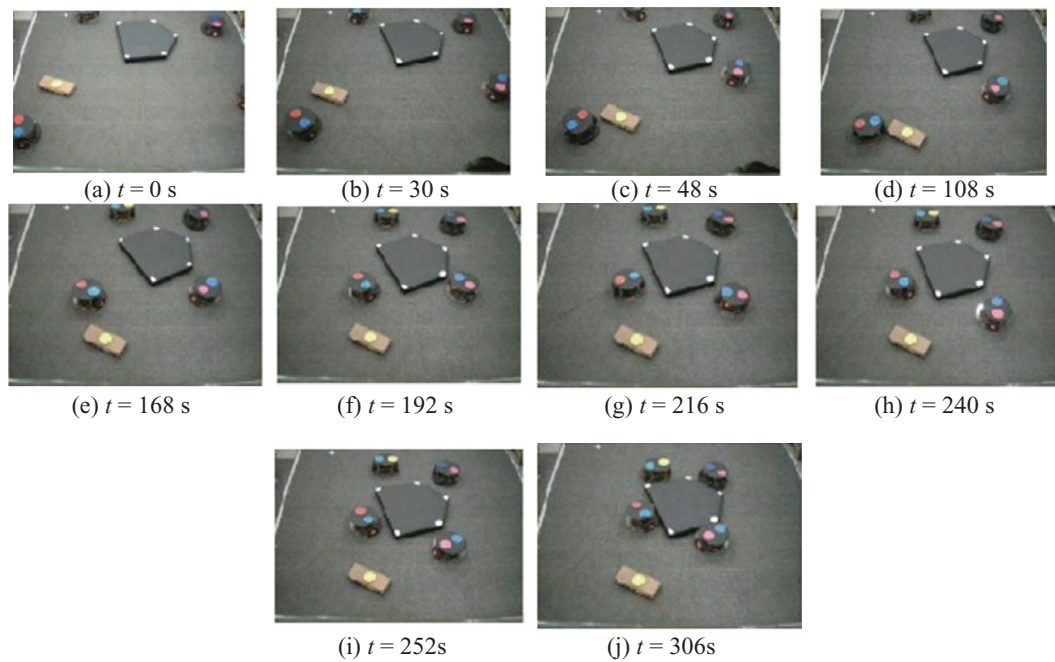 (a) t = 0 s
(b) t = 30 s
(c) t = 48 s
(d) t = 108 s
(e) t = 168 s
(f) t = 192 s
(g) t = 216 s
(h) t = 240 s
(i) t = 252s
(j) t = 306s